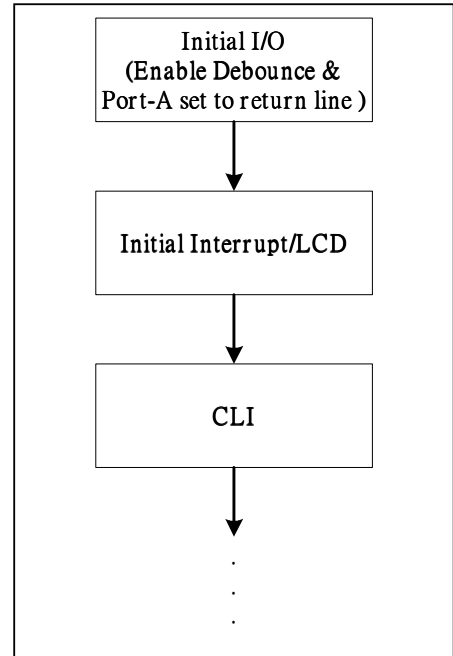 Initial I/O
(Enable Debounce &
Port-A set to return line )
Initial Interrupt/LCD
CLI
.
.
.